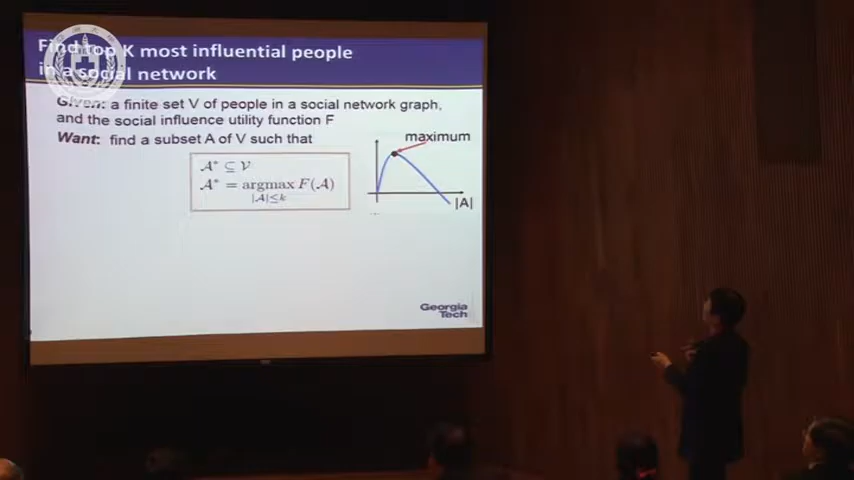 Find top K most influential people
in a social network
Given: a finite set V of people in a social network graph,
and the social influence utility function F
Want: find a subset A of V such that
maximum
A* ⊆ V
A* = argmax F(A)
|A|≤k
|A|
Georgia
Tech